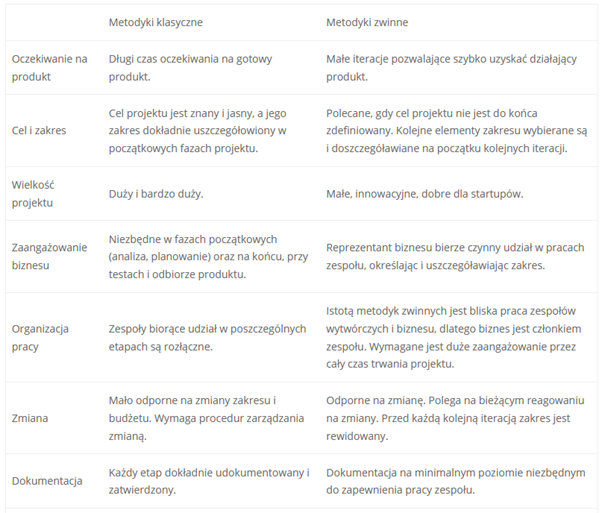 Metodyki klasyczne Metodyki zwinne
Oczekiwanie na
produkt
Długi czas oczekiwania na gotowy
produkt.
Małe iteracje pozwalające szybko uzyskać działający
produkt.
Cel i zakres
Cel projektu jest znany i jasny, a jego
zakres dokładnie uszczegółowiony w
początkowych fazach projektu.
Polecane, gdy cel projektu nie jest do końca
zdefiniowany. Kolejne elementy zakresu wybierane są
i doszczegóławiane na początku kolejnych iteracji.
Wielkość
projektu
Duży i bardzo duży.
Małe, innowacyjne, dobre dla startupów.
Zaangażowanie
biznesu
Niezbędne w fazach początkowych
(analiza, planowanie) oraz na końcu, przy
testach i odbiorze produktu.
Reprezentant biznesu bierze czynny udział w pracach
zespołu, określając i uszczegóławiając zakres.
Organizacja
pracy
Zespoły biorące udział w poszczególnych
etapach są rozłączne.
Istotą metodyk zwinnych jest bliska praca zespołów
wytwórczych i biznesu, dlatego biznes jest członkiem
zespołu. Wymagane jest duże zaangażowanie przez
cały czas trwania projektu.
Zmiana
Mało odporne na zmiany zakresu i
budżetu. Wymaga procedur zarządzania
zmianą.
Odporne na zmianę. Polega na bieżącym reagowaniu
na zmiany. Przed każdą kolejną iteracją zakres jest
rewidowany.
Dokumentacja
Każdy etap dokładnie udokumentowany i
zatwierdzony.
Dokumentacja na minimalnym poziomie niezbędnym
do zapewnienia pracy zespołu.